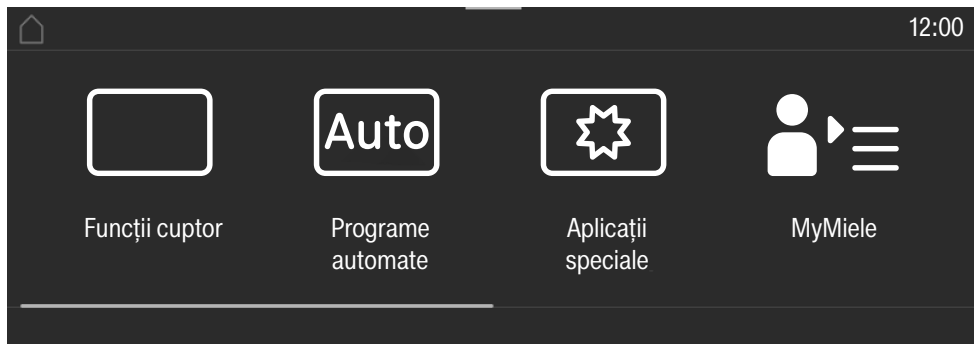 12:00
Auto
Funcții cuptor
Programe
automate
Aplicații
speciale
MyMiele